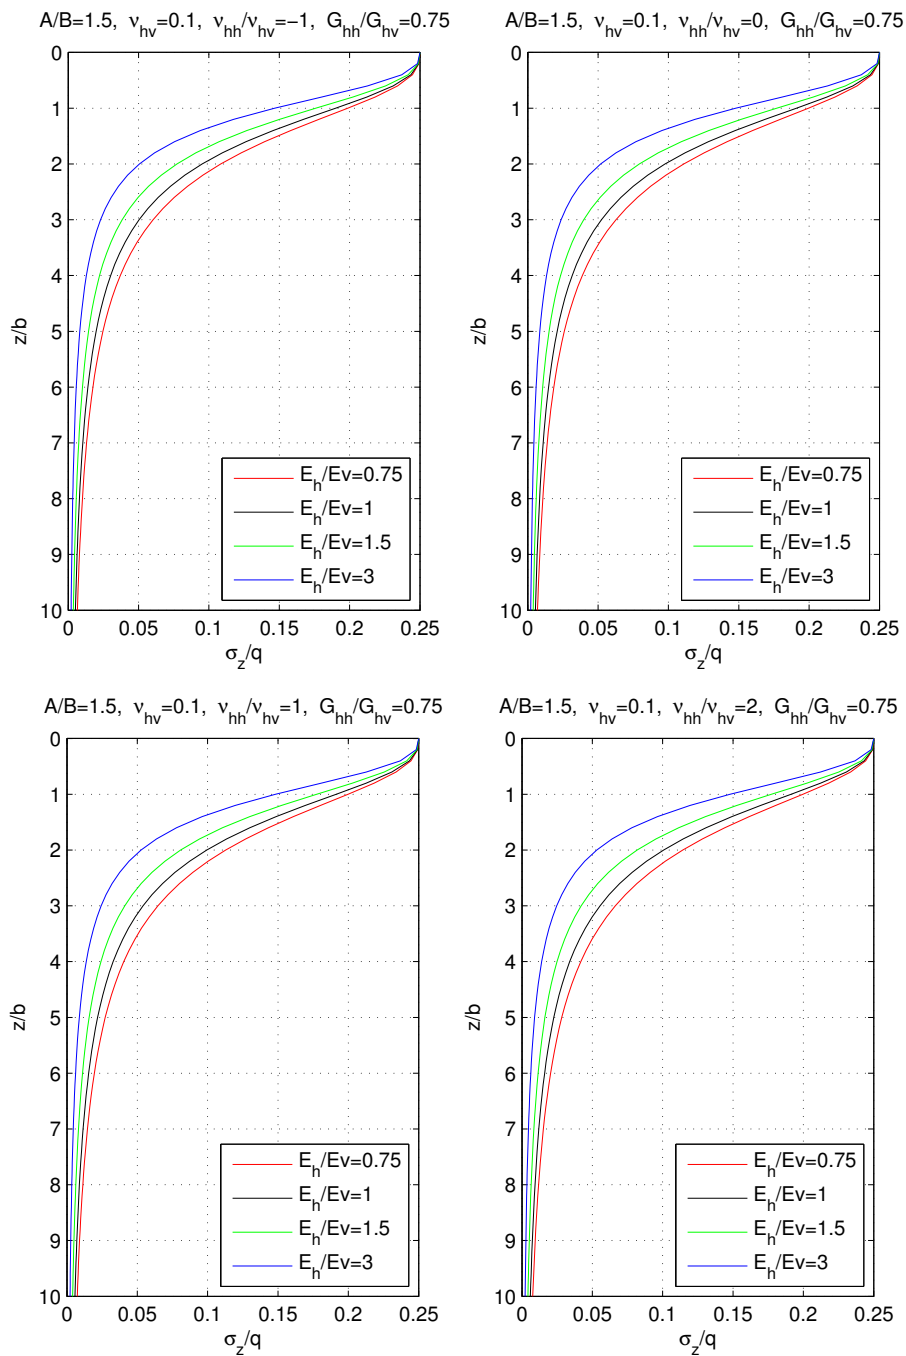 A/B=1.5, ν_hv=0.1, ν_hh/ν_hv=−1, G_hh/G_hv=0.75
0
1
2
3
4
5
6
7
8
9
10
z/b
0 0.05 0.1 0.15 0.2 0.25
σ_z/q
E_h/Ev=0.75
E_h/Ev=1
E_h/Ev=1.5
E_h/Ev=3
A/B=1.5, ν_hv=0.1, ν_hh/ν_hv=0, G_hh/G_hv=0.75
0
1
2
3
4
5
6
7
8
9
10
z/b
0 0.05 0.1 0.15 0.2 0.25
σ_z/q
E_h/Ev=0.75
E_h/Ev=1
E_h/Ev=1.5
E_h/Ev=3
A/B=1.5, ν_hv=0.1, ν_hh/ν_hv=1, G_hh/G_hv=0.75
0
1
2
3
4
5
6
7
8
9
10
z/b
0 0.05 0.1 0.15 0.2 0.25
σ_z/q
E_h/Ev=0.75
E_h/Ev=1
E_h/Ev=1.5
E_h/Ev=3
A/B=1.5, ν_hv=0.1, ν_hh/ν_hv=2, G_hh/G_hv=0.75
0
1
2
3
4
5
6
7
8
9
10
z/b
0 0.05 0.1 0.15 0.2 0.25
σ_z/q
E_h/Ev=0.75
E_h/Ev=1
E_h/Ev=1.5
E_h/Ev=3